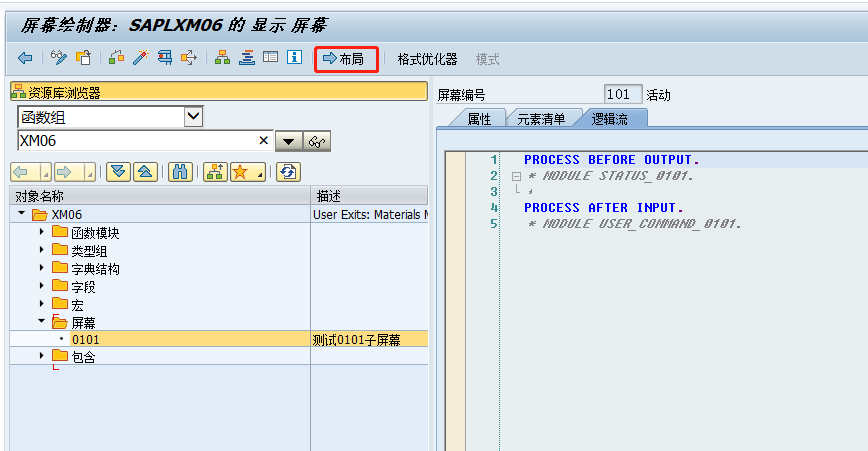 屏幕绘制器：SAPLXM06 的 显示 屏幕
布局 格式优化器 模式
资源库浏览器
函数组
XM06
对象名称 描述
XM06 User Exits: Materials M
函数模块
类型组
字典结构
字段
宏
屏幕
0101 测试0101子屏幕
包含
屏幕编号 101 活动
属性 元素清单 逻辑流
1 PROCESS BEFORE OUTPUT.
2 * MODULE STATUS_0101.
3 *
4 PROCESS AFTER INPUT.
5 * MODULE USER_COMMAND_0101.